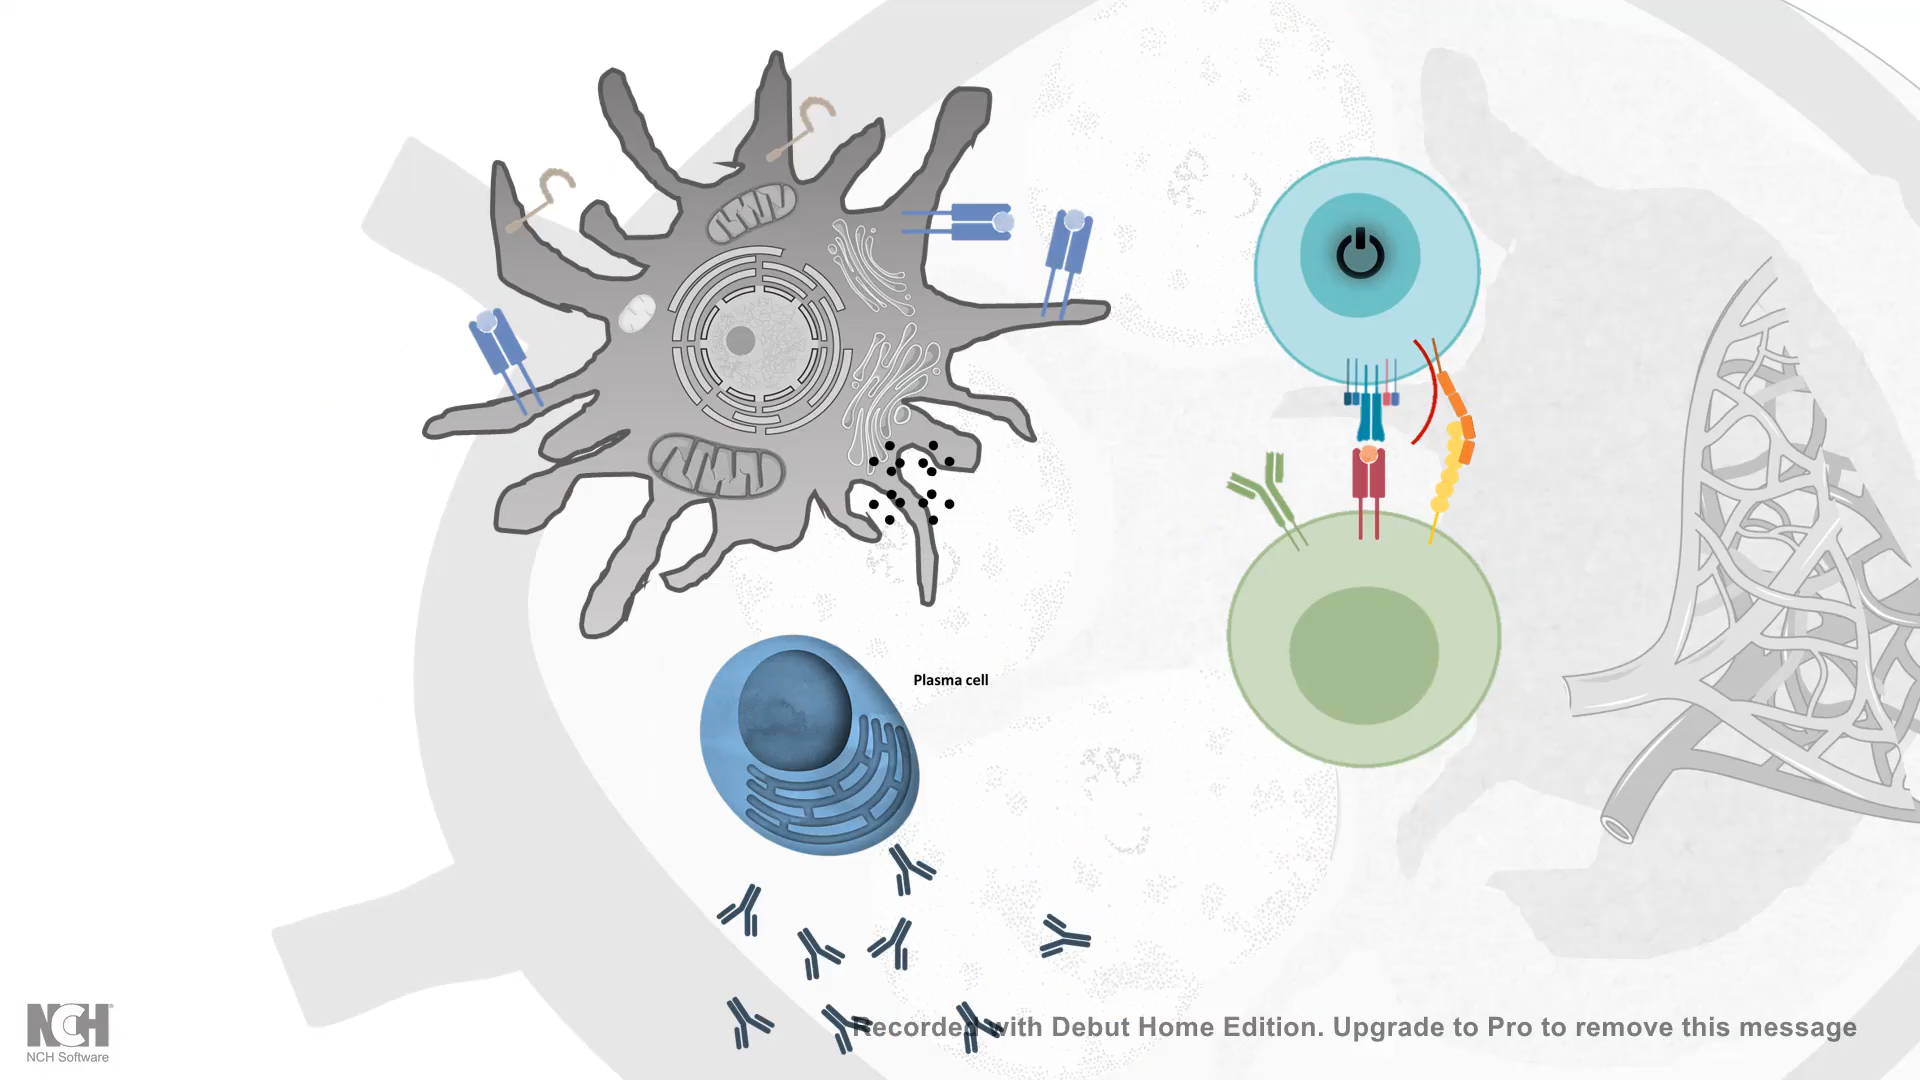 Plasma cell
NCH
NCH Software
Recorded with Debut Home Edition. Upgrade to Pro to remove this message